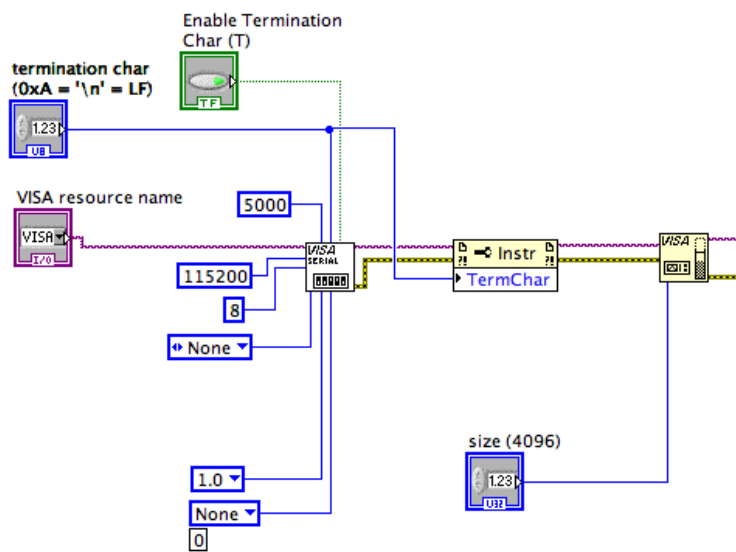 Enable Termination
Char (T)
termination char
(0xA = '\n' = LF)
TF
1.23
U8
VISA resource name
VISA
I/O
5000
VISA
SERIAL
115200
8
None
Instr
TermChar
VISA
size (4096)
1.23
U32
1.0
None
0